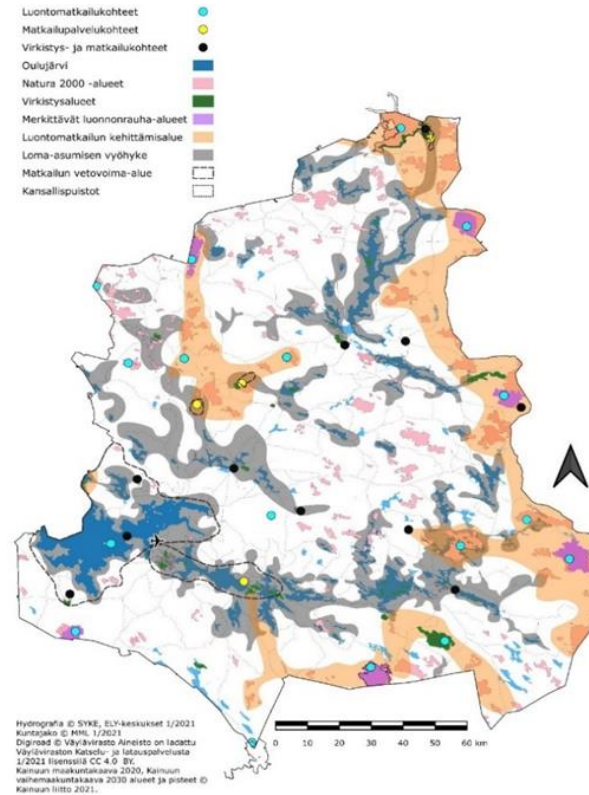 Luontomatkailukohteet
Matkailupalvelukohteet
Virkistys- ja matkailukohteet
Oulujärvi
Natura 2000 -alueet
Virkistysalueet
Merkittävät luonnonrauha-alueet
Luontomatkailun kehittämisalue
Loma-asumisen vyöhyke
Matkailun vetovoima-alue
Kansallispuistot
0 10 20 30 40 50 60 km
Hydrografia © SYKE, ELY-keskukset 1/2021
Kuntajako © MML 1/2021
Digiroad © Väylävirasto Aineisto on ladattu
Väyläviraston Katselu- ja latauspalvelusta
1/2021 lisenssillä CC 4.0 BY.
Kainuun maakuntakaava 2020, Kainuun
vaihemaakuntakaava 2030 alueet ja pisteet ©
Kainuun liitto 2021.